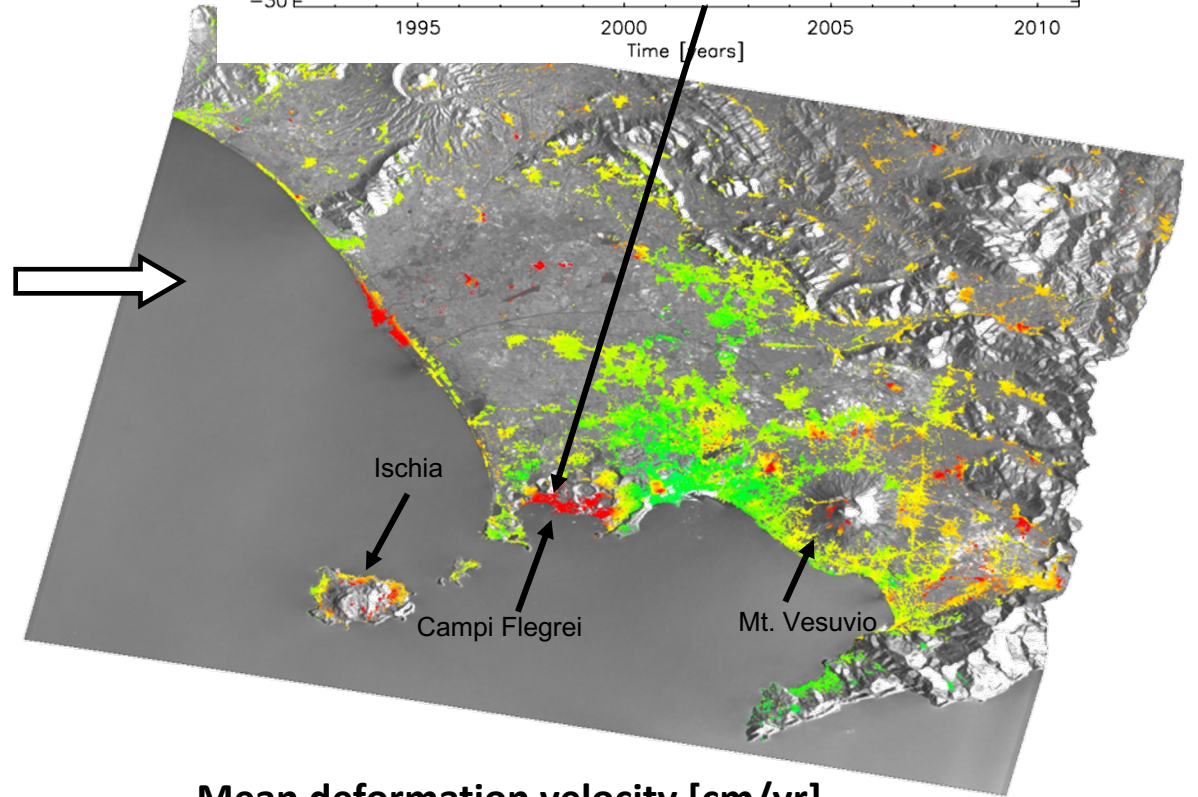 -30
1995 2000 2005 2010
Time [years]
Ischia
Campi Flegrei
Mt. Vesuvio
Mean deformation velocity [cm/yr]